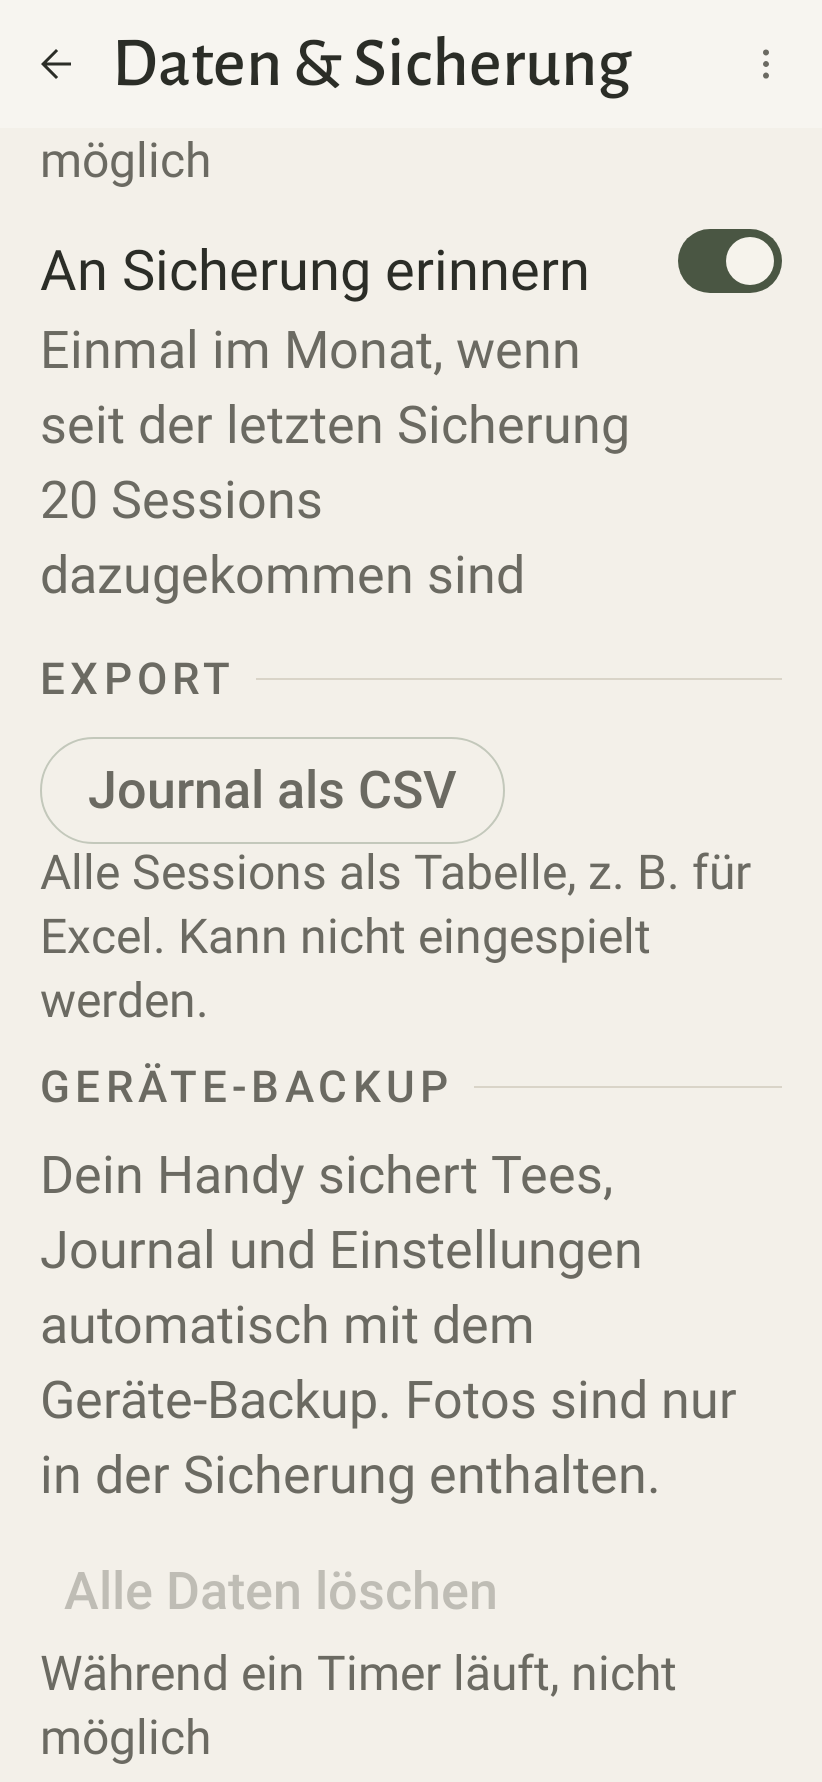 Daten & Sicherung
möglich
An Sicherung erinnern
Einmal im Monat, wenn
seit der letzten Sicherung
20 Sessions
dazugekommen sind
EXPORT
Journal als CSV
Alle Sessions als Tabelle, z. B. für
Excel. Kann nicht eingespielt
werden.
GERÄTE-BACKUP
Dein Handy sichert Tees,
Journal und Einstellungen
automatisch mit dem
Geräte-Backup. Fotos sind nur
in der Sicherung enthalten.
Alle Daten löschen
Während ein Timer läuft, nicht
möglich